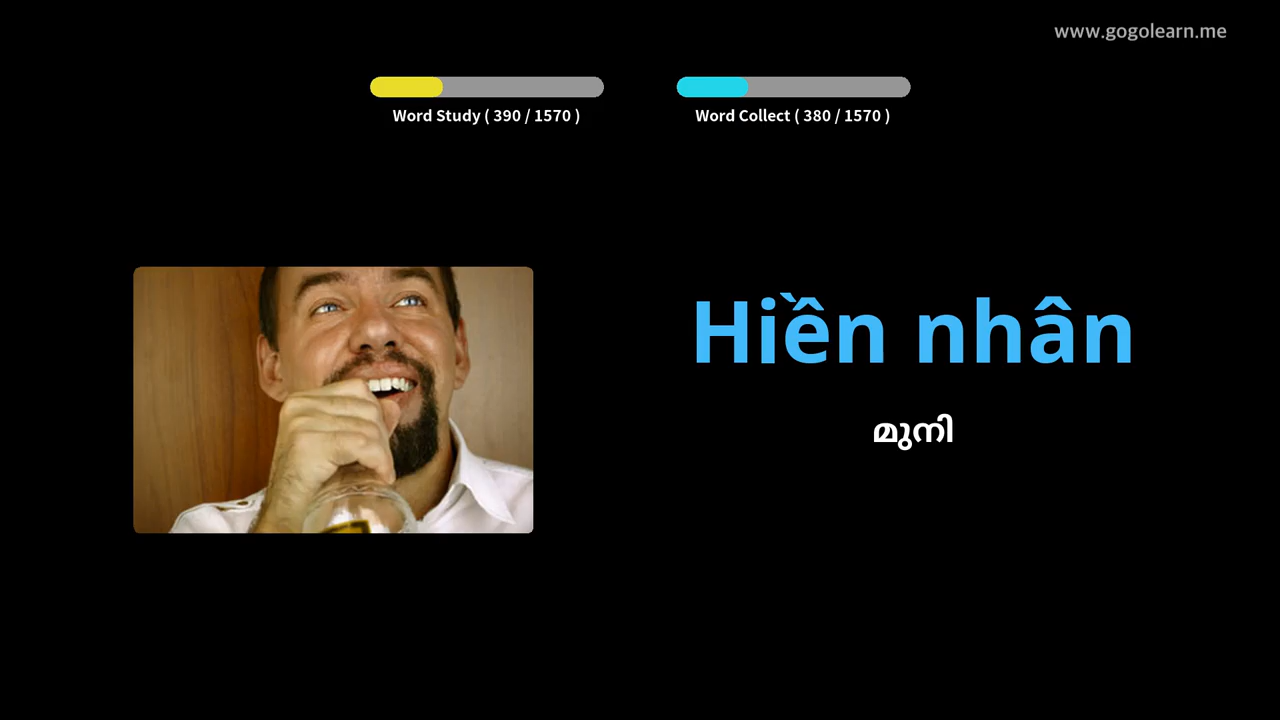 www.gogolearn.me
Word Study ( 390 / 1570 )
Word Collect ( 380 / 1570 )
Hiền nhân
മുനി